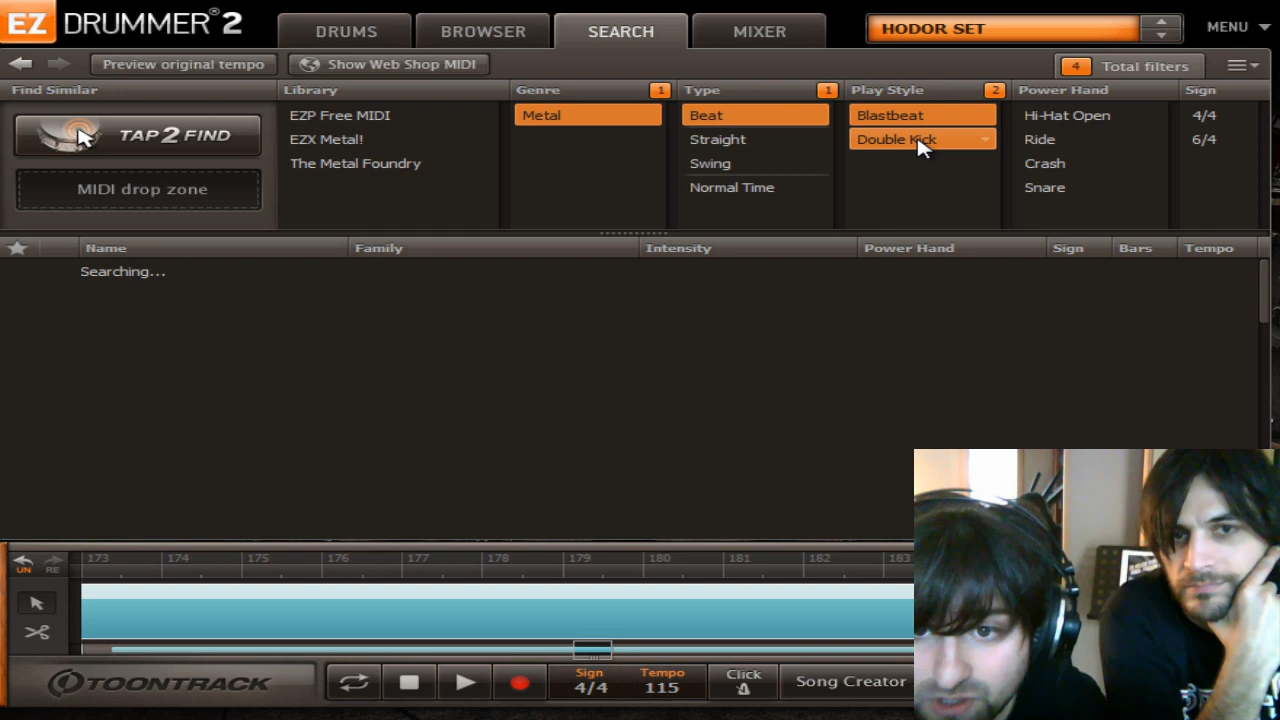 EZ DRUMMER® 2
DRUMS
BROWSER
SEARCH
MIXER
HODOR SET
MENU
Preview original tempo
Show Web Shop MIDI
4 Total filters
Find Similar
Library
Genre 1
Type 1
Play Style 2
Power Hand
Sign
TAP2FIND
EZP Free MIDI
Metal
Beat
Blastbeat
Hi-Hat Open
4/4
EZX Metal!
Straight
Double Kick
Ride
6/4
The Metal Foundry
Swing
Crash
MIDI drop zone
Normal Time
Snare
Name
Family
Intensity
Power Hand
Sign
Bars
Tempo
Searching...
UN
RE
173
174
175
176
177
178
179
180
181
182
183
TOONTRACK
Sign
4/4
Tempo
115
Click
Song Creator